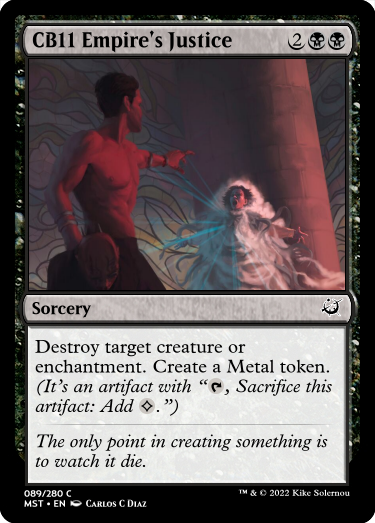 CB11 Empire's Justice 2
Sorcery
Destroy target creature or
enchantment. Create a Metal token.
(It's an artifact with “, Sacrifice this
artifact: Add .”)
The only point in creating something is
to watch it die.
089/280 C
MST • EN Carlos C Diaz
™ & © 2022 Kike Solernou